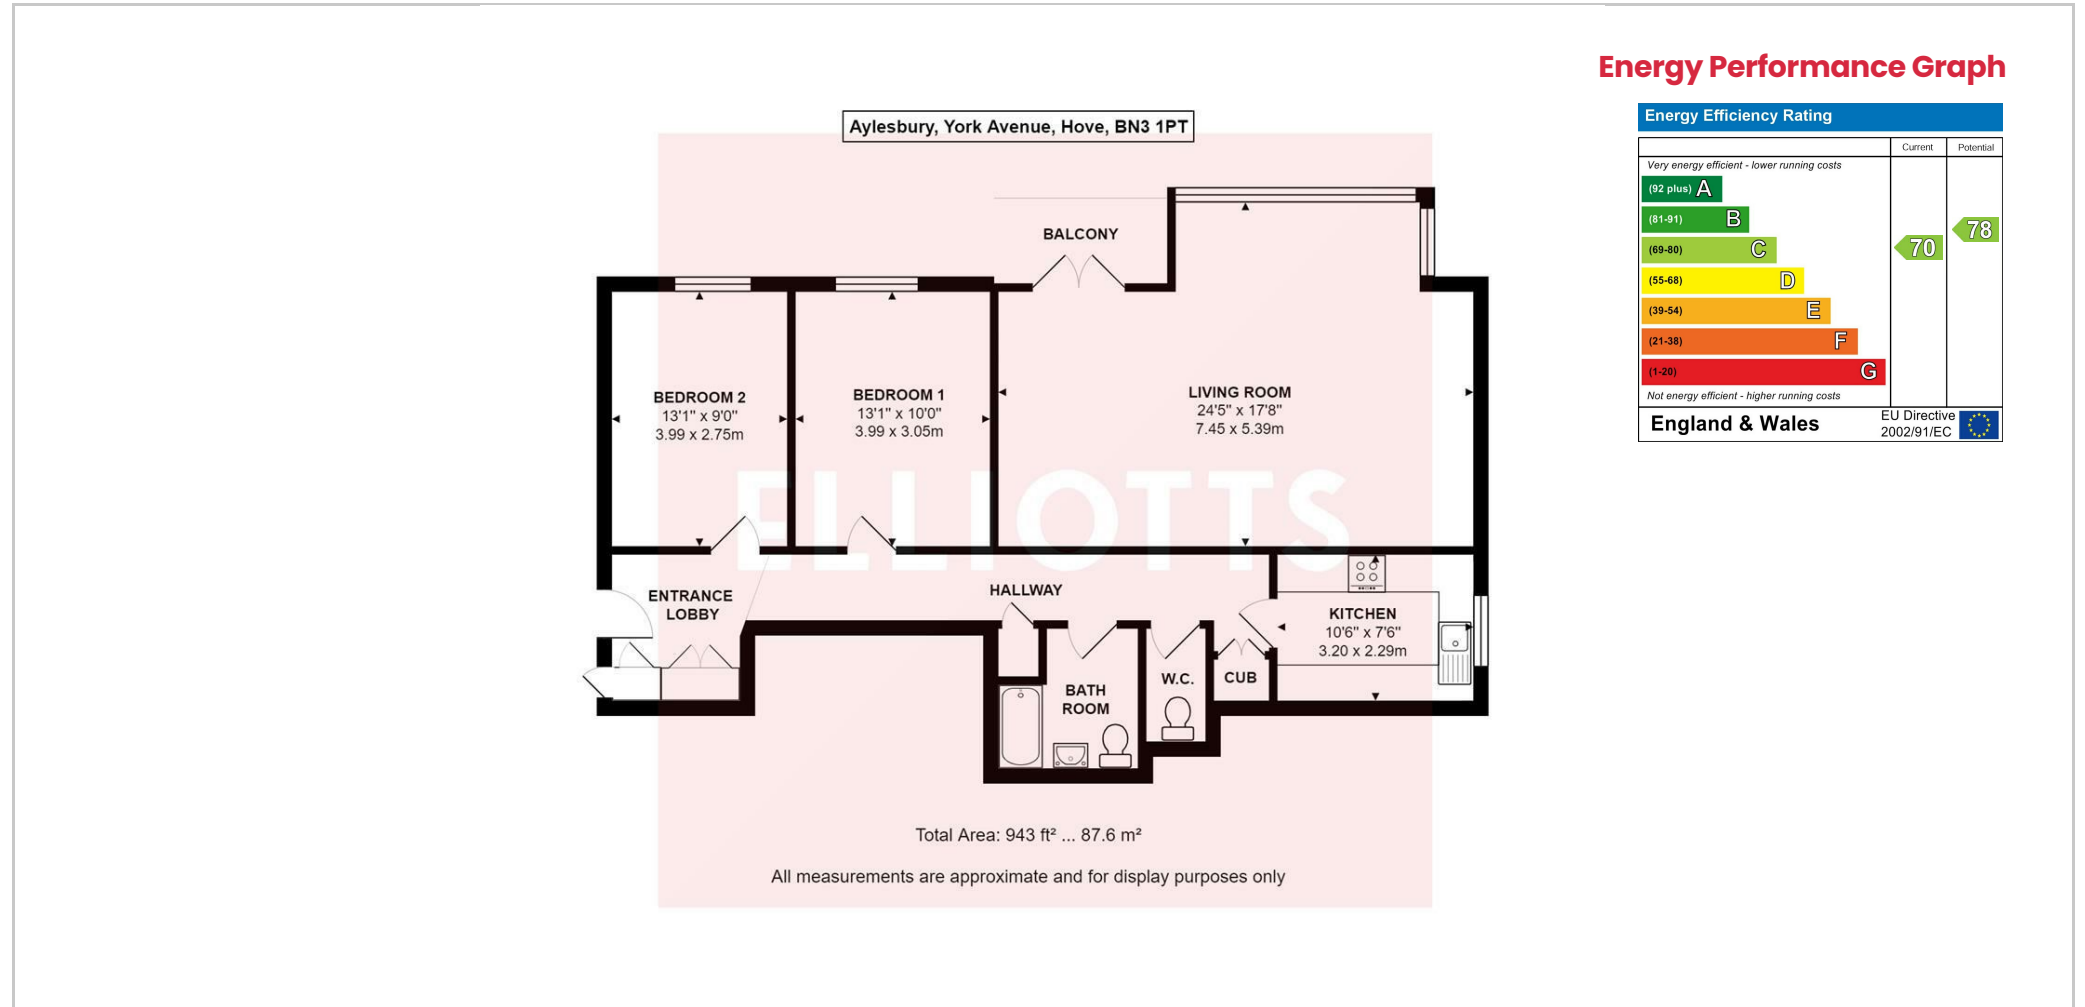 Energy Performance Graph
Aylesbury, York Avenue, Hove, BN3 1PT
BALCONY
BEDROOM 2
13'1" x 9'0"
3.99 x 2.75m
BEDROOM 1
13'1" x 10'0"
3.99 x 3.05m
LIVING ROOM
24'5" x 17'8"
7.45 x 5.39m
ELLIOTTS
ENTRANCE
LOBBY
HALLWAY
KITCHEN
10'6" x 7'6"
3.20 x 2.29m
BATH
ROOM
W.C.
CUB
Total Area: 943 ft² ... 87.6 m²
All measurements are approximate and for display purposes only
Energy Efficiency Rating
Current Potential
Very energy efficient - lower running costs
(92 plus) A
(81-91) B
(69-80) C
(55-68) D
(39-54) E
(21-38) F
(1-20) G
70
78
Not energy efficient - higher running costs
England & Wales
EU Directive
2002/91/EC